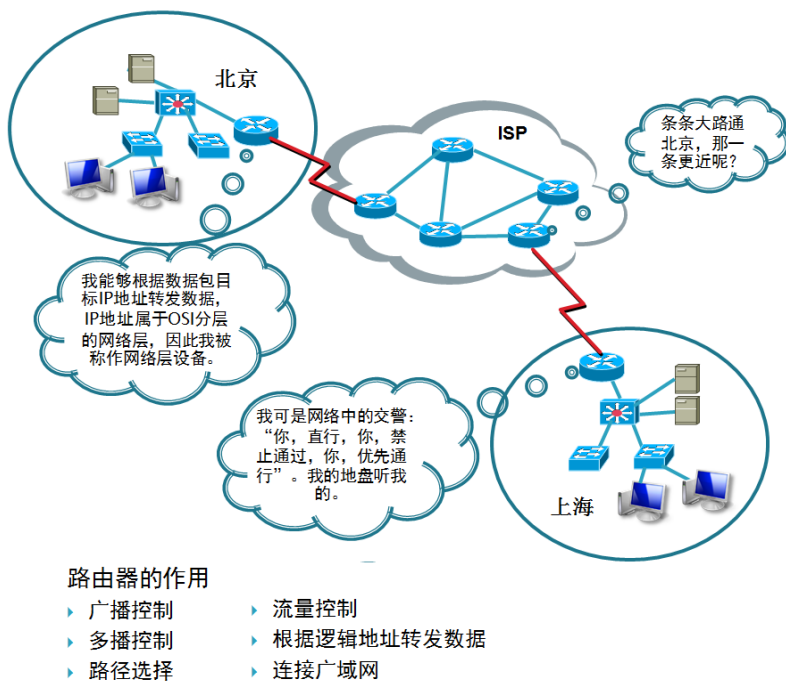 北京
ISP
条条大路通
北京，那一
条更近呢？
我能够根据数据包目
标IP地址转发数据，
IP地址属于OSI分层
的网络层，因此我被
称作网络层设备。
我可是网络中的交警：
“你，直行，你，禁
止通过，你，优先通
行”。我的地盘听我
的。
上海
路由器的作用
广播控制
多播控制
路径选择
流量控制
根据逻辑地址转发数据
连接广域网